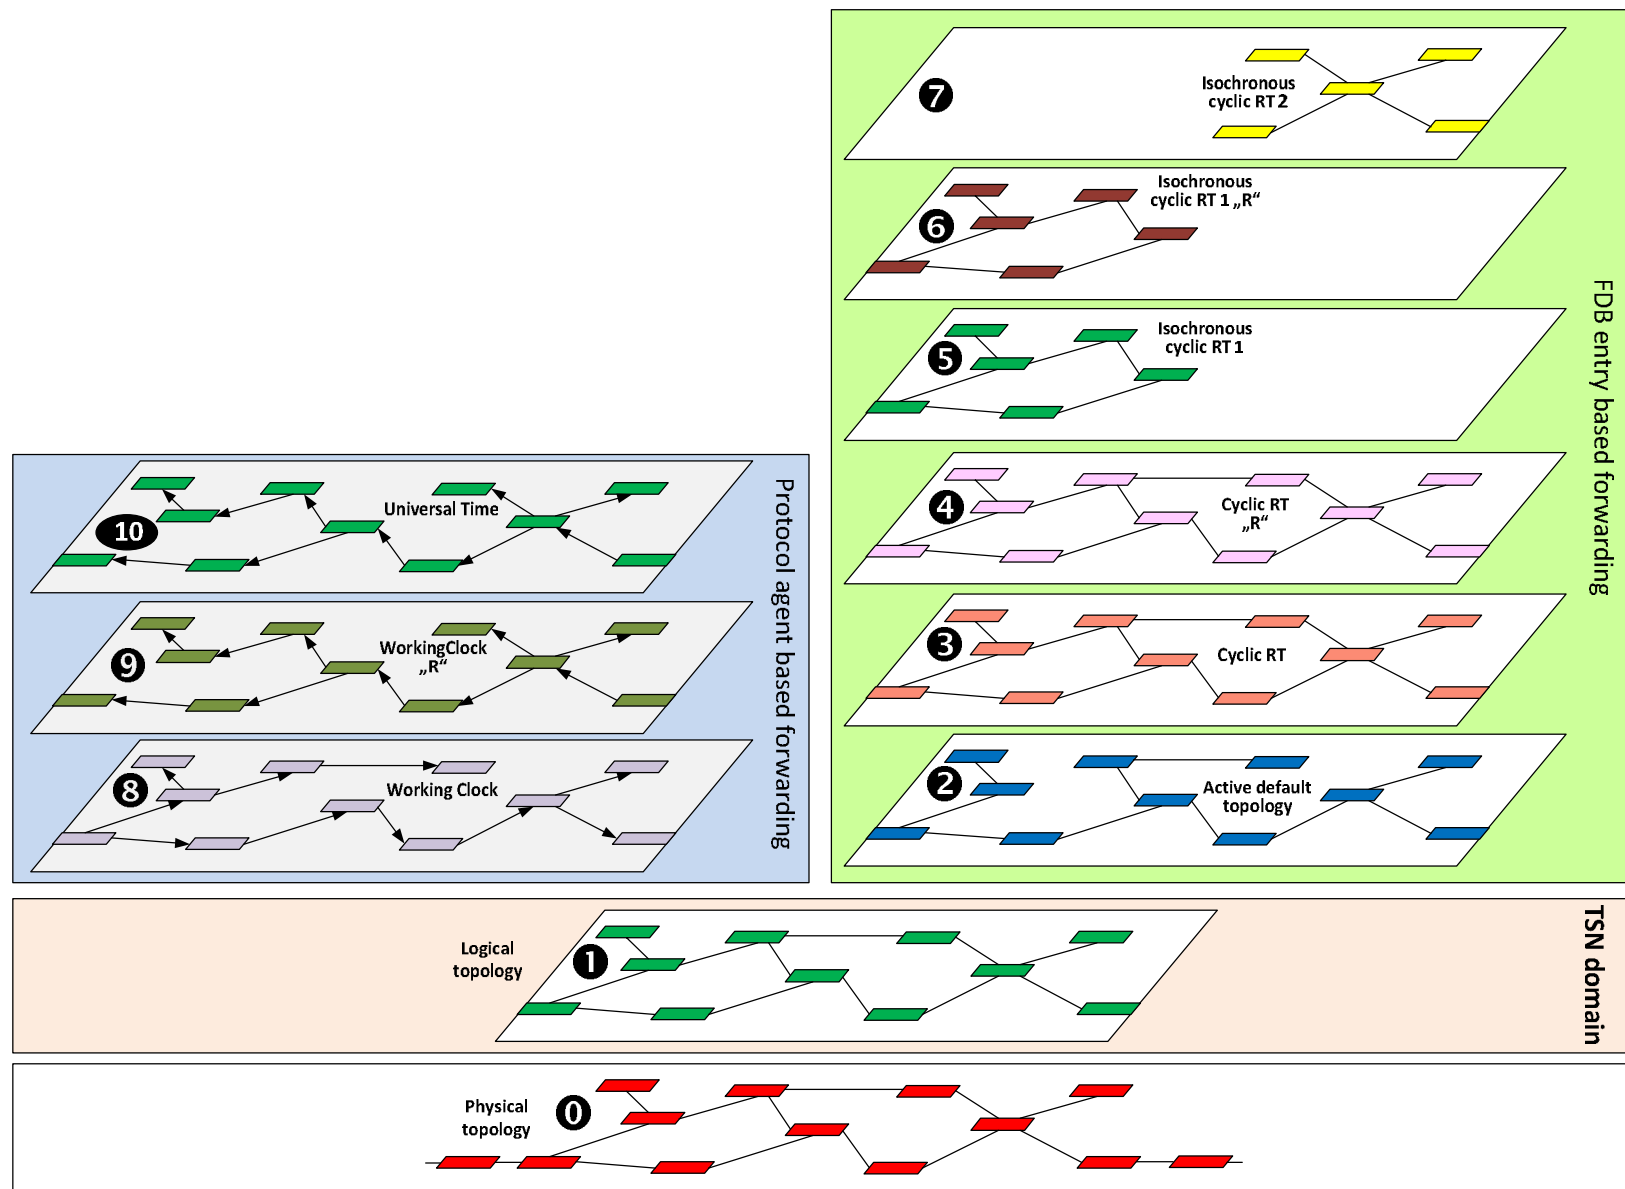 7
Isochronous
cyclic RT 2
6
Isochronous
cyclic RT 1 „R“
5
Isochronous
cyclic RT 1
4
Cyclic RT
„R“
3
Cyclic RT
2
Active default
topology
FDB entry based forwarding
10
Universal Time
9
WorkingClock
„R“
8
Working Clock
Protocol agent based forwarding
Logical
topology
1
TSN domain
Physical
topology
0